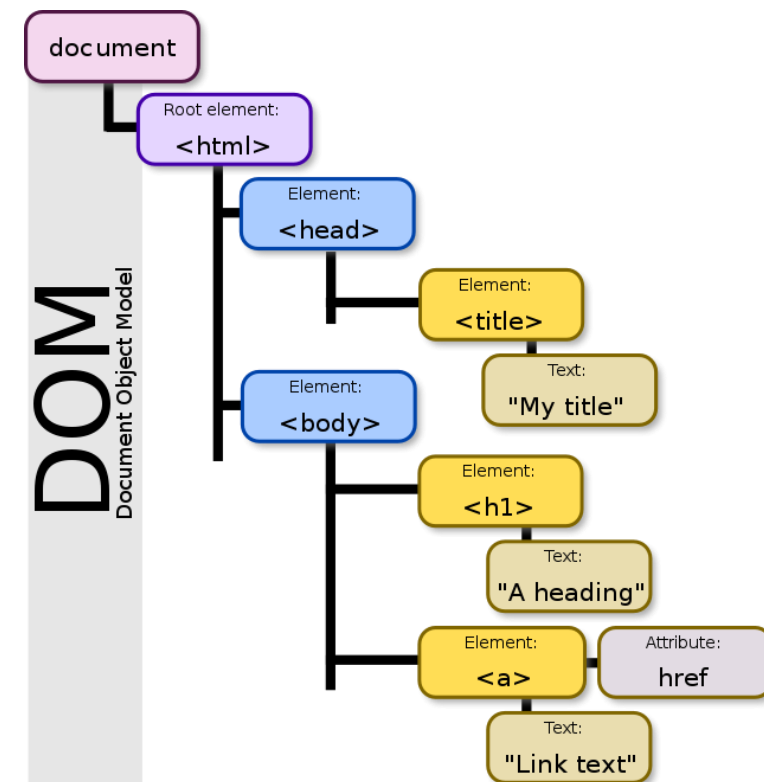 document
Root element:
<html>
Element:
<head>
Element:
<title>
Text:
"My title"
Element:
<body>
Element:
<h1>
Text:
"A heading"
Element:
<a>
Attribute:
href
Text:
"Link text"
DOM
Document Object Model